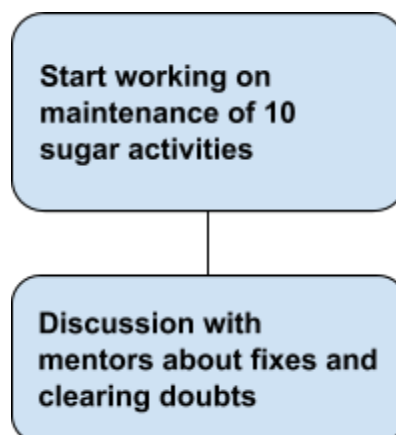 Start working on
maintenance of 10
sugar activities
Discussion with
mentors about fixes and
clearing doubts